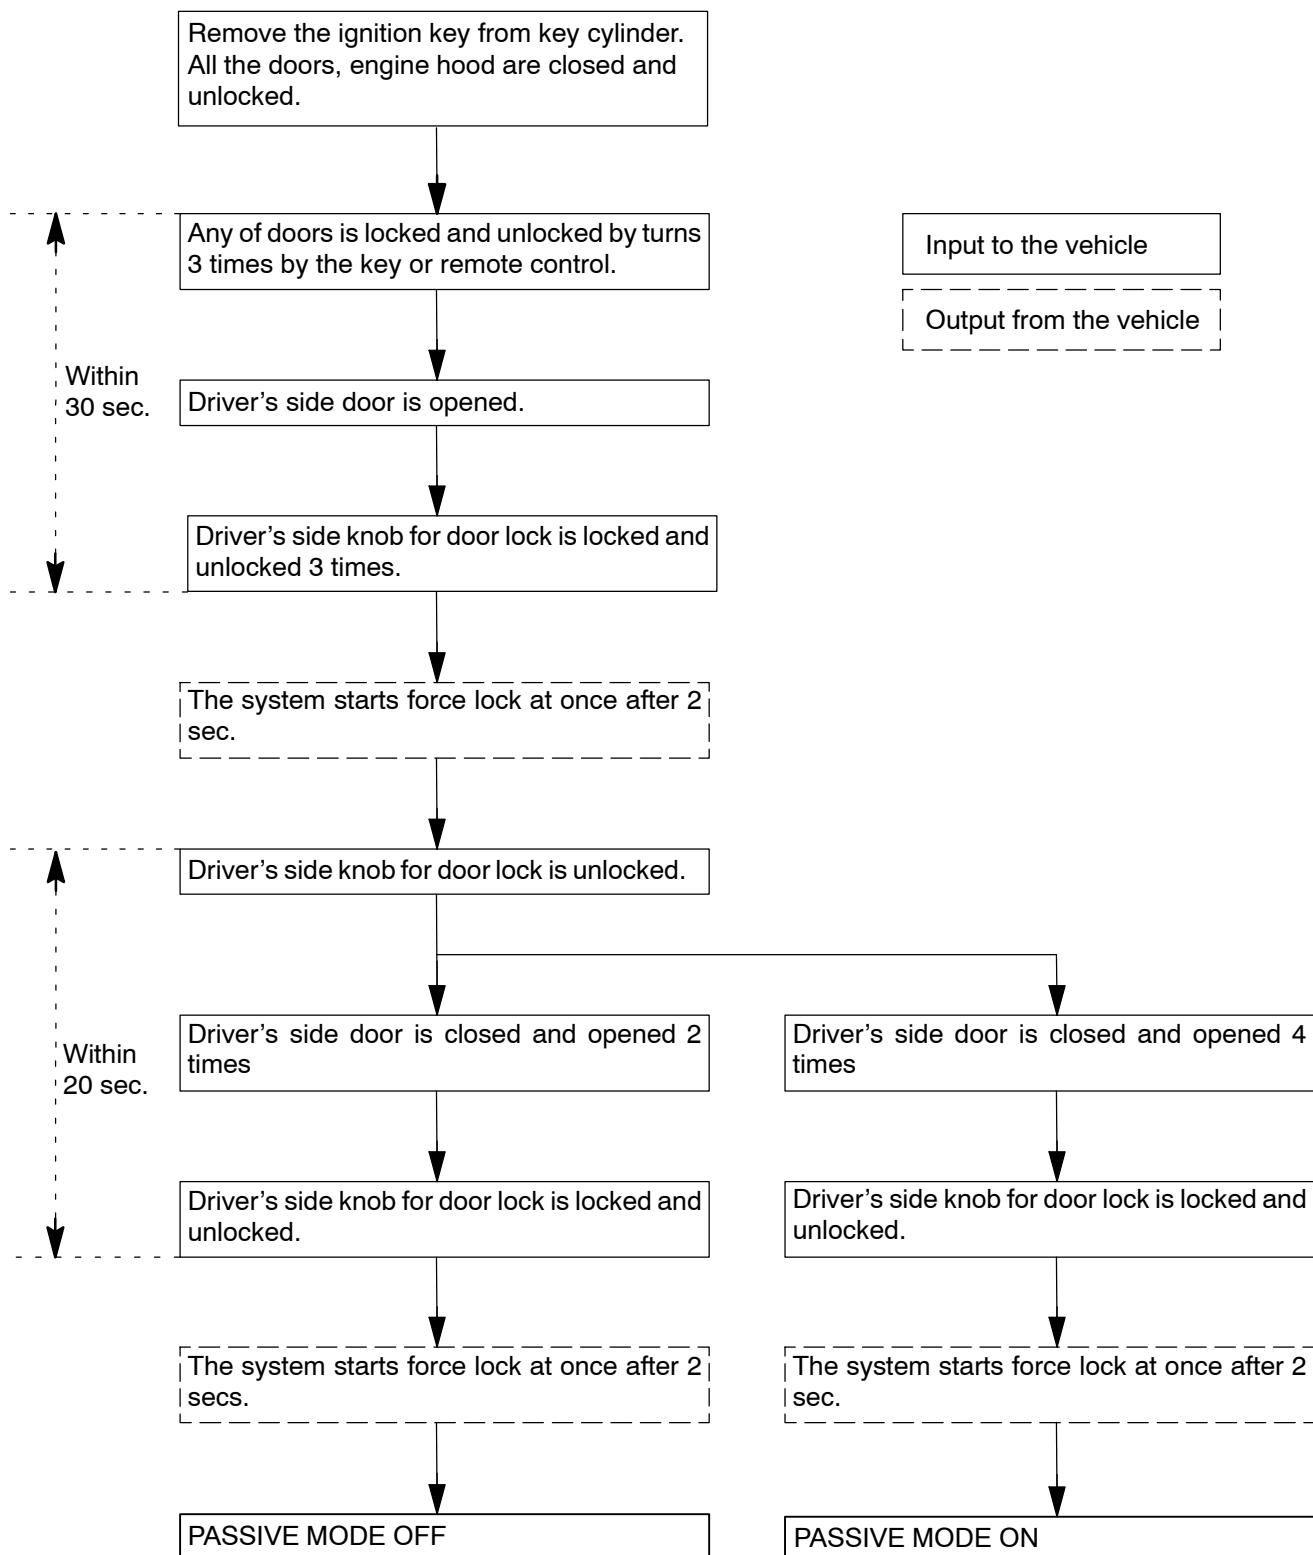 Remove the ignition key from key cylinder.
All the doors, engine hood are closed and
unlocked.
Any of doors is locked and unlocked by turns
3 times by the key or remote control.
Input to the vehicle
Output from the vehicle
Within
30 sec.
Driver’s side door is opened.
Driver’s side knob for door lock is locked and
unlocked 3 times.
The system starts force lock at once after 2
sec.
Driver’s side knob for door lock is unlocked.
Within
20 sec.
Driver’s side door is closed and opened 2
times
Driver’s side door is closed and opened 4
times
Driver’s side knob for door lock is locked and
unlocked.
Driver’s side knob for door lock is locked and
unlocked.
The system starts force lock at once after 2
secs.
The system starts force lock at once after 2
sec.
PASSIVE MODE OFF
PASSIVE MODE ON